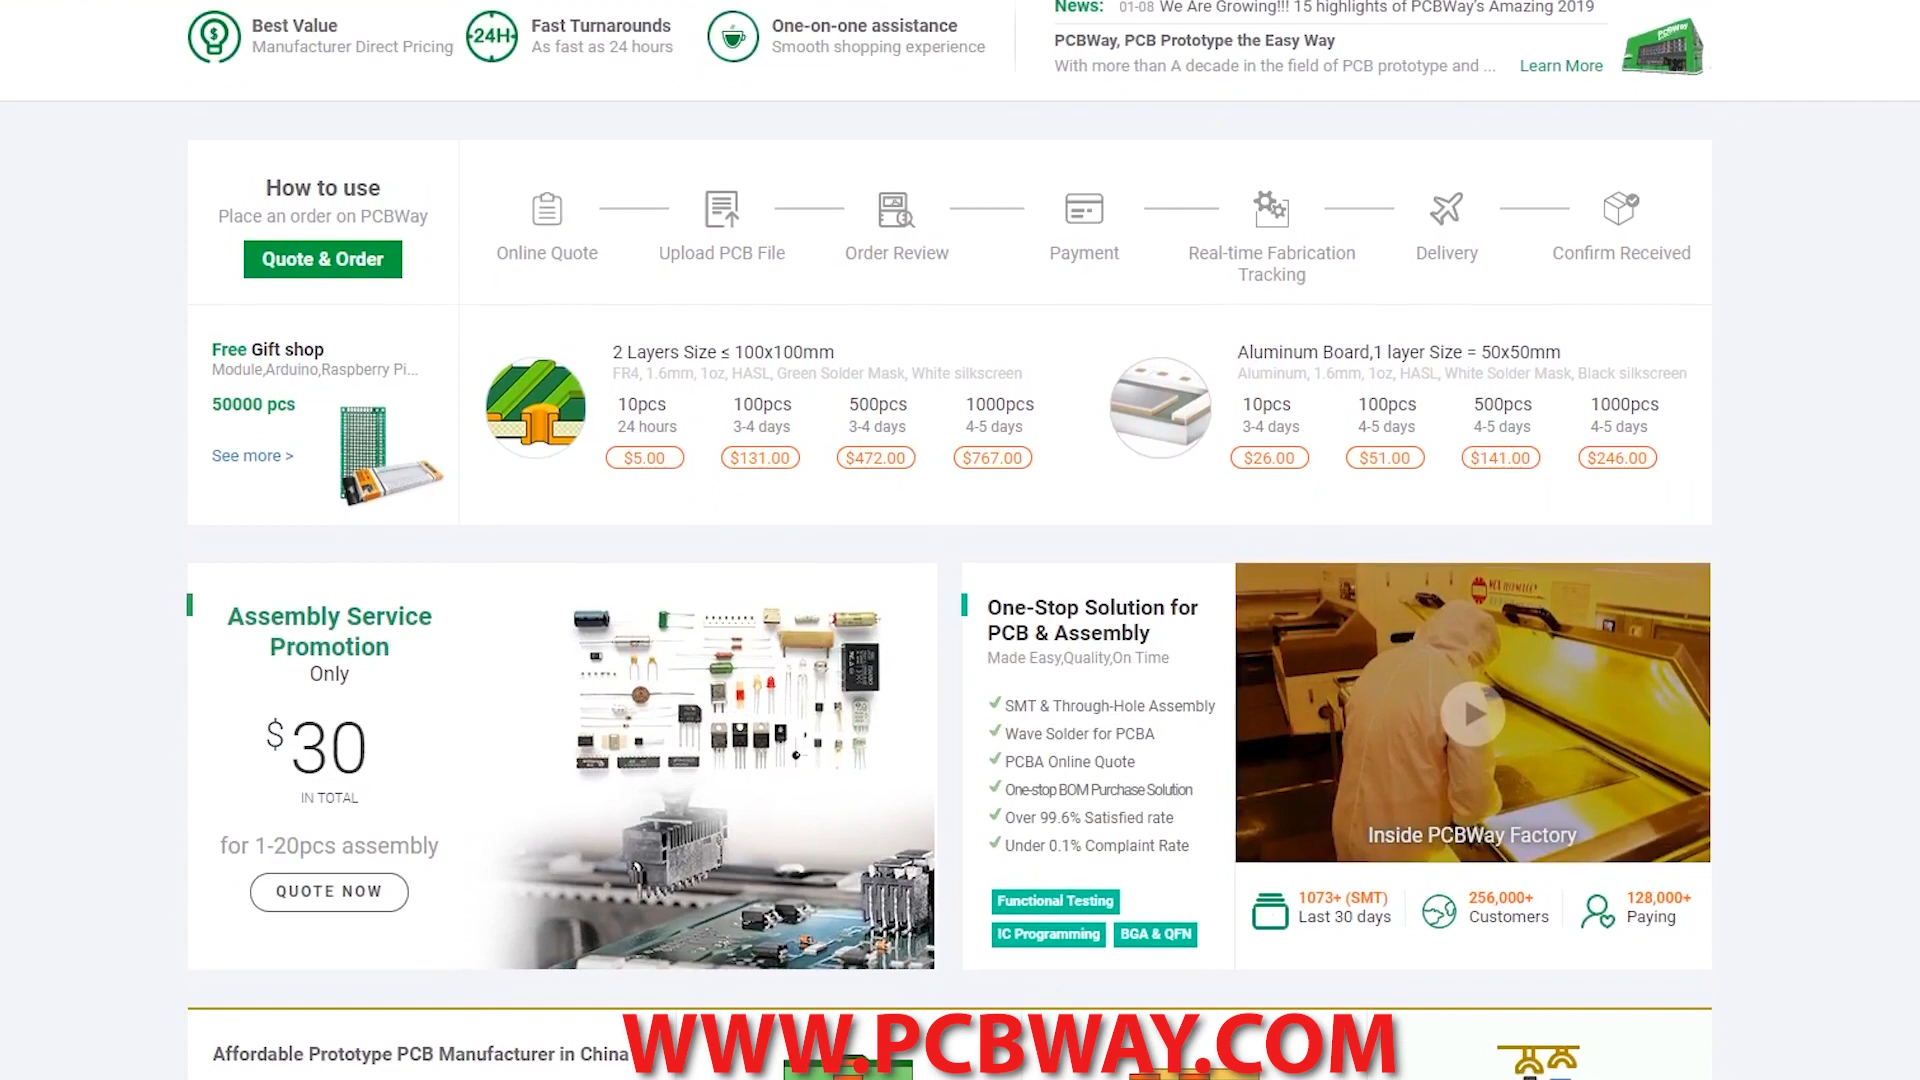 Best Value
Manufacturer Direct Pricing
24H
Fast Turnarounds
As fast as 24 hours
One-on-one assistance
Smooth shopping experience
News: 01-08 We Are Growing!!! 15 highlights of PCBWay's Amazing 2019
PCBWay, PCB Prototype the Easy Way
With more than A decade in the field of PCB prototype and ... Learn More
PCBWay
How to use
Place an order on PCBWay
Quote & Order
Online Quote
Upload PCB File
Order Review
Payment
Real-time Fabrication
Tracking
Delivery
Confirm Received
Free Gift shop
Module,Arduino,Raspberry Pi...
50000 pcs
See more >
2 Layers Size ≤ 100x100mm
FR4, 1.6mm, 1oz, HASL, Green Solder Mask, White silkscreen
10pcs 100pcs 500pcs 1000pcs
24 hours 3-4 days 3-4 days 4-5 days
$5.00 $131.00 $472.00 $767.00
Aluminum Board,1 layer Size = 50x50mm
Aluminum, 1.6mm, 1oz, HASL, White Solder Mask, Black silkscreen
10pcs 100pcs 500pcs 1000pcs
3-4 days 4-5 days 4-5 days 4-5 days
$26.00 $51.00 $141.00 $246.00
Assembly Service
Promotion
Only
$30
IN TOTAL
for 1-20pcs assembly
QUOTE NOW
One-Stop Solution for
PCB & Assembly
Made Easy,Quality,On Time
SMT & Through-Hole Assembly
Wave Solder for PCBA
PCBA Online Quote
One-stop BOM Purchase Solution
Over 99.6% Satisfied rate
Under 0.1% Complaint Rate
Functional Testing
IC Programming BGA & QFN
Inside PCBWay Factory
1073+ (SMT)
Last 30 days
256,000+
Customers
128,000+
Paying
Affordable Prototype PCB Manufacturer in China
WWW.PCBWAY.COM